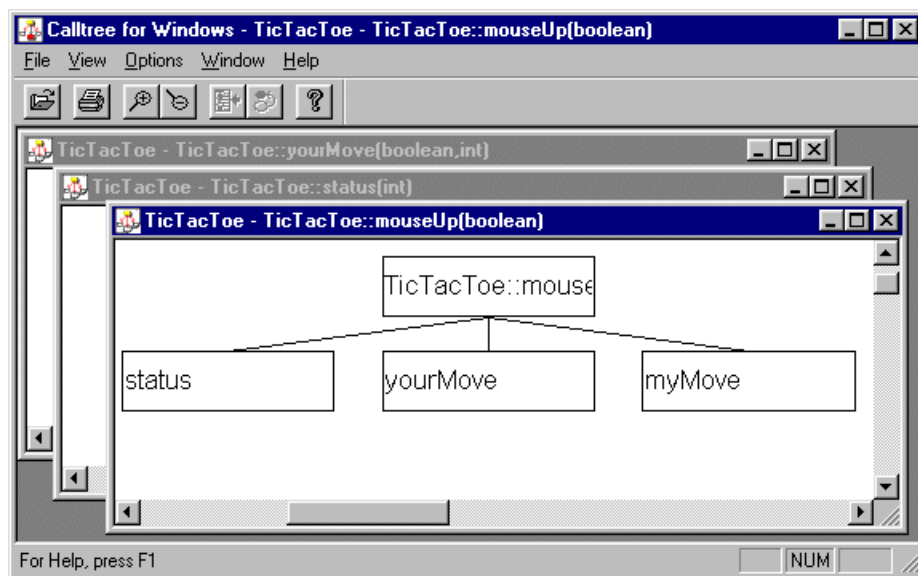 Calltree for Windows - TicTacToe - TicTacToe::mouseUp(boolean)
File View Options Window Help
TicTacToe - TicTacToe::yourMove(boolean,int)
TicTacToe - TicTacToe::status(int)
TicTacToe - TicTacToe::mouseUp(boolean)
TicTacToe::mouse
status yourMove myMove
For Help, press F1 NUM